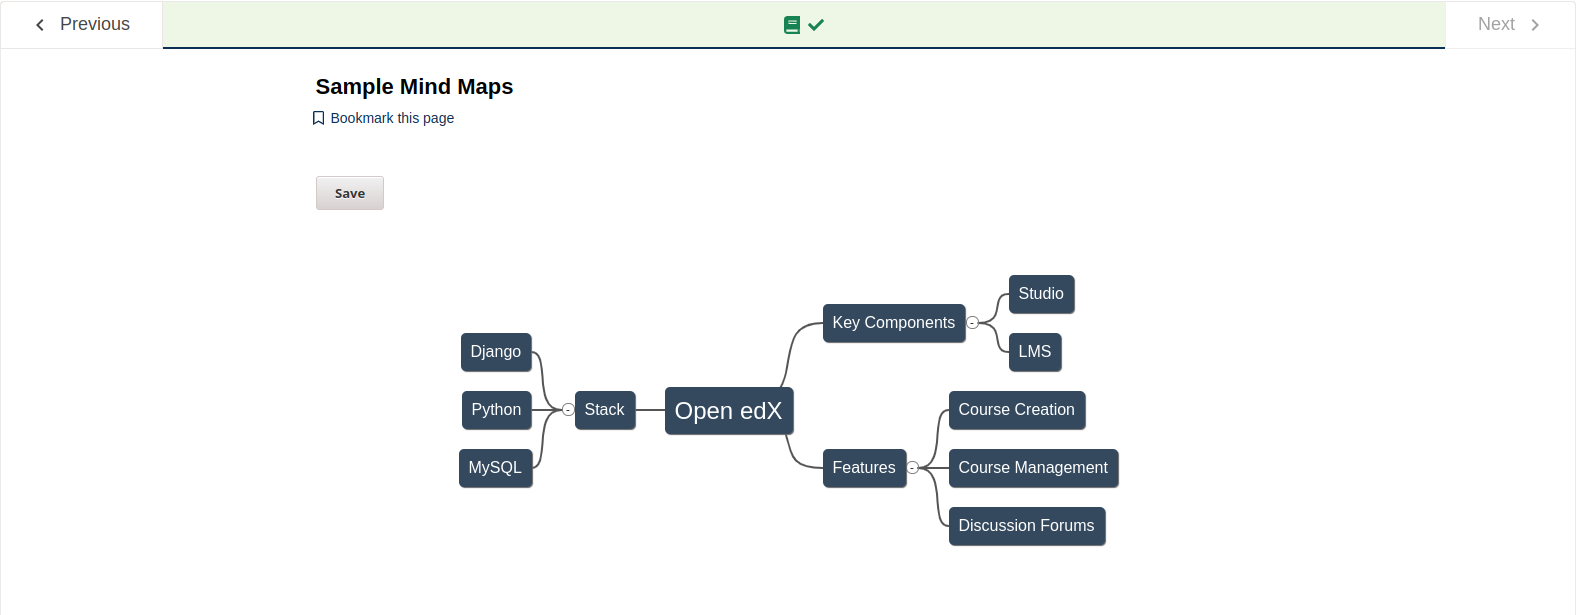 Previous
Next
Sample Mind Maps
Bookmark this page
Save
Studio
Key Components
-
LMS
Django
Python
-
Stack
Open edX
MySQL
Course Creation
Features
-
Course Management
Discussion Forums